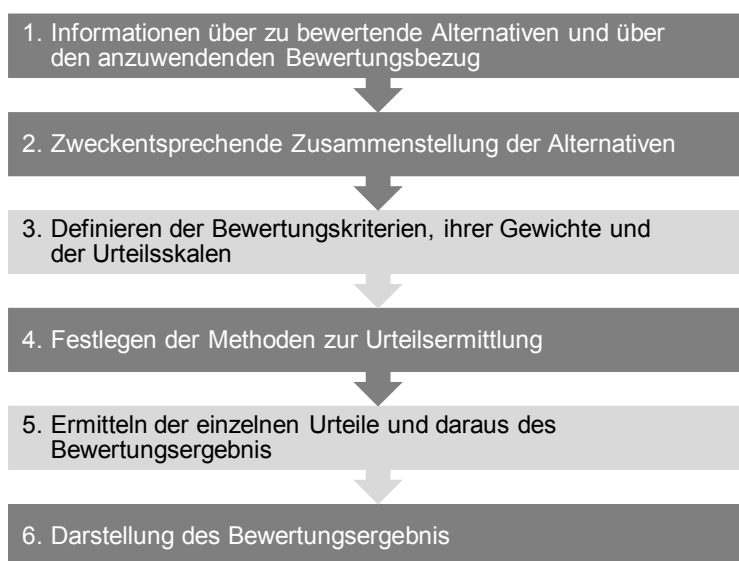 1. Informationen über zu bewertende Alternativen und über
den anzuwendenden Bewertungsbezug
2. Zweckentsprechende Zusammenstellung der Alternativen
3. Definieren der Bewertungskriterien, ihrer Gewichte und
der Urteilsskalen
4. Festlegen der Methoden zur Urteilsermittlung
5. Ermitteln der einzelnen Urteile und daraus des
Bewertungsergebnis
6. Darstellung des Bewertungsergebnis